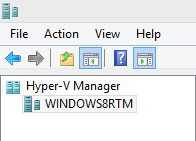 File Action View Help
Hyper-V Manager
WINDOWS8RTM